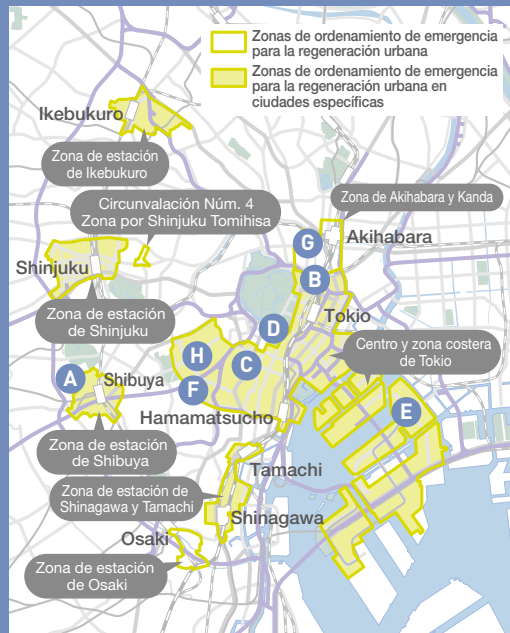 Zonas de ordenamiento de emergencia
para la regeneración urbana
Zonas de ordenamiento de emergencia
para la regeneración urbana en
ciudades específicas
Ikebukuro
Zona de estación
de Ikebukuro
Circunvalación Núm. 4
Zona por Shinjuku Tomihisa
Zona de Akihabara y Kanda
G
Akihabara
Shinjuku
B
Zona de estación
de Shinjuku
Tokio
D
Centro y zona costera
de Tokio
H
C
A
Shibuya
F
E
Hamamatsucho
Zona de estación
de Shibuya
Tamachi
Zona de estación de
Shinagawa y Tamachi
Shinagawa
Osaki
Zona de estación
de Osaki